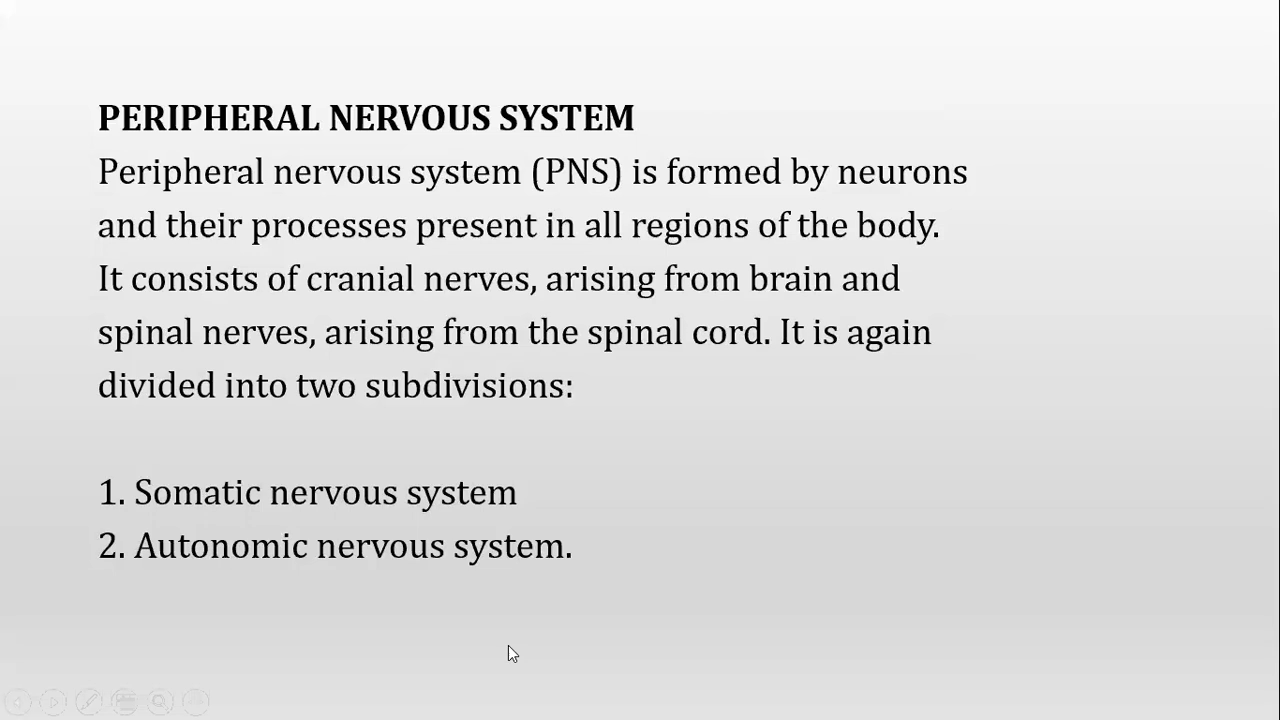 PERIPHERAL NERVOUS SYSTEM
Peripheral nervous system (PNS) is formed by neurons
and their processes present in all regions of the body.
It consists of cranial nerves, arising from brain and
spinal nerves, arising from the spinal cord. It is again
divided into two subdivisions:
1. Somatic nervous system
2. Autonomic nervous system.